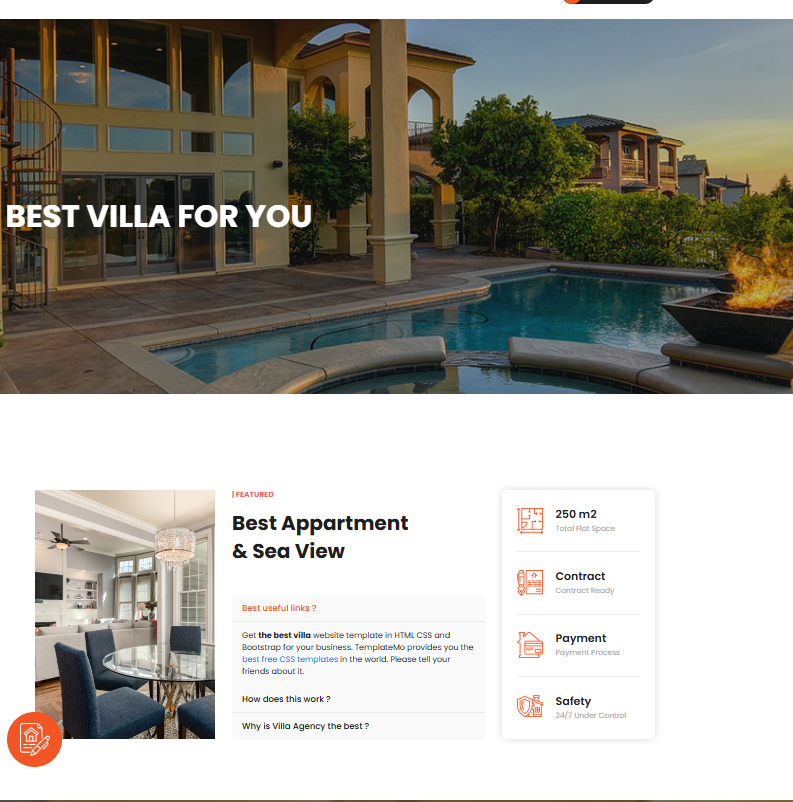 BEST VILLA FOR YOU
| FEATURED
Best Appartment
& Sea View
Best useful links ?
Get the best villa website template in HTML CSS and
Bootstrap for your business. TemplateMo provides you the
best free CSS templates in the world. Please tell your
friends about it.
How does this work ?
Why is Villa Agency the best ?
250 m2
Total Flat Space
Contract
Contract Ready
Payment
Payment Process
Safety
24/7 Under Control